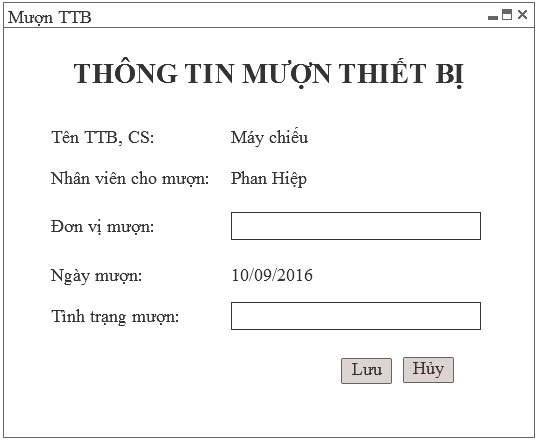 Mượn TTB
THÔNG TIN MƯỢN THIẾT BỊ
Tên TTB, CS: Máy chiếu
Nhân viên cho mượn: Phan Hiệp
Đơn vị mượn:
Ngày mượn: 10/09/2016
Tình trạng mượn:
Lưu Hủy